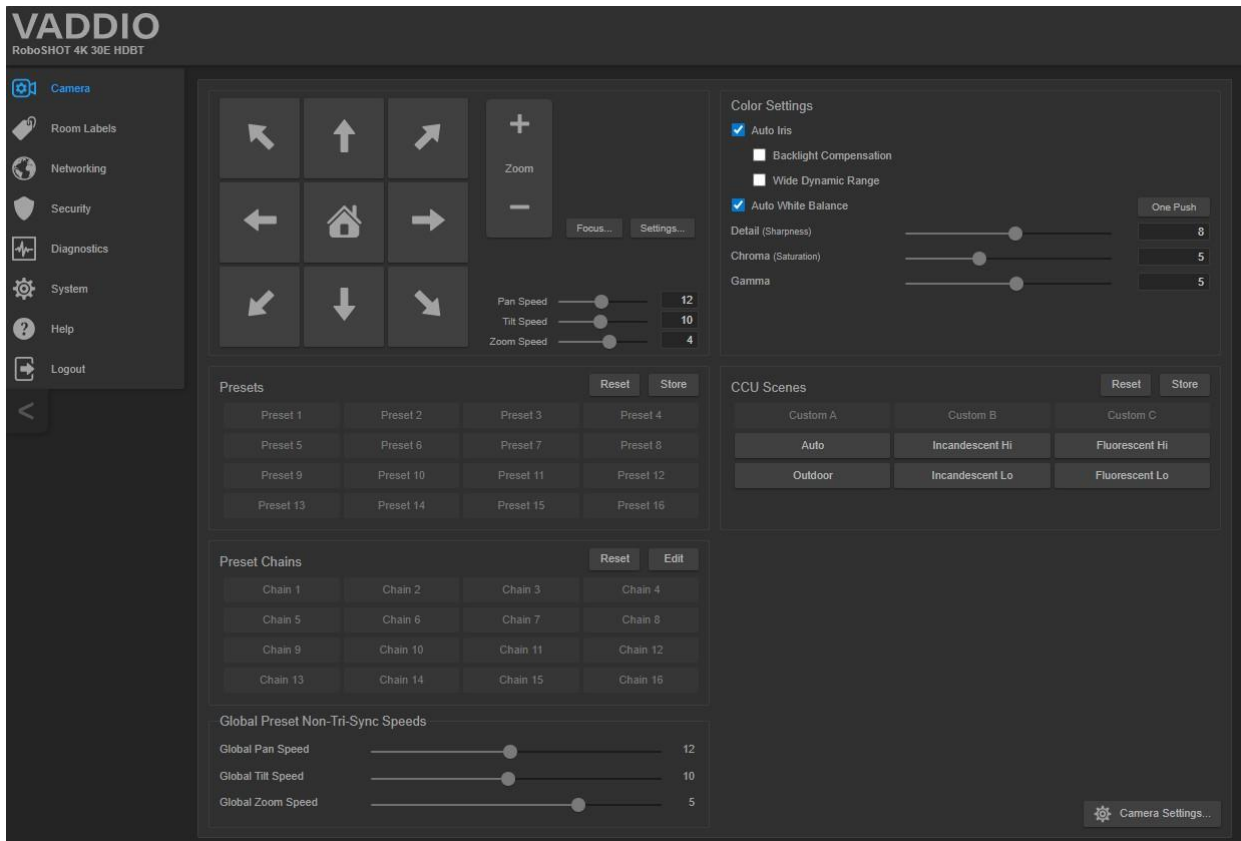 VADDIO
RoboSHOT 4K 30E HDBT
Camera
Room Labels
Networking
Security
Diagnostics
System
Help
Logout
<
+
Zoom
−
Focus...
Settings...
Pan Speed 12
Tilt Speed 10
Zoom Speed 4
Color Settings
Auto Iris
Backlight Compensation
Wide Dynamic Range
Auto White Balance
One Push
Detail (Sharpness) 8
Chroma (Saturation) 5
Gamma 5
Presets
Reset Store
Preset 1 Preset 2 Preset 3 Preset 4
Preset 5 Preset 6 Preset 7 Preset 8
Preset 9 Preset 10 Preset 11 Preset 12
Preset 13 Preset 14 Preset 15 Preset 16
CCU Scenes
Reset Store
Custom A Custom B Custom C
Auto Incandescent Hi Fluorescent Hi
Outdoor Incandescent Lo Fluorescent Lo
Preset Chains
Reset Edit
Chain 1 Chain 2 Chain 3 Chain 4
Chain 5 Chain 6 Chain 7 Chain 8
Chain 9 Chain 10 Chain 11 Chain 12
Chain 13 Chain 14 Chain 15 Chain 16
Global Preset Non-Tri-Sync Speeds
Global Pan Speed 12
Global Tilt Speed 10
Global Zoom Speed 5
Camera Settings...